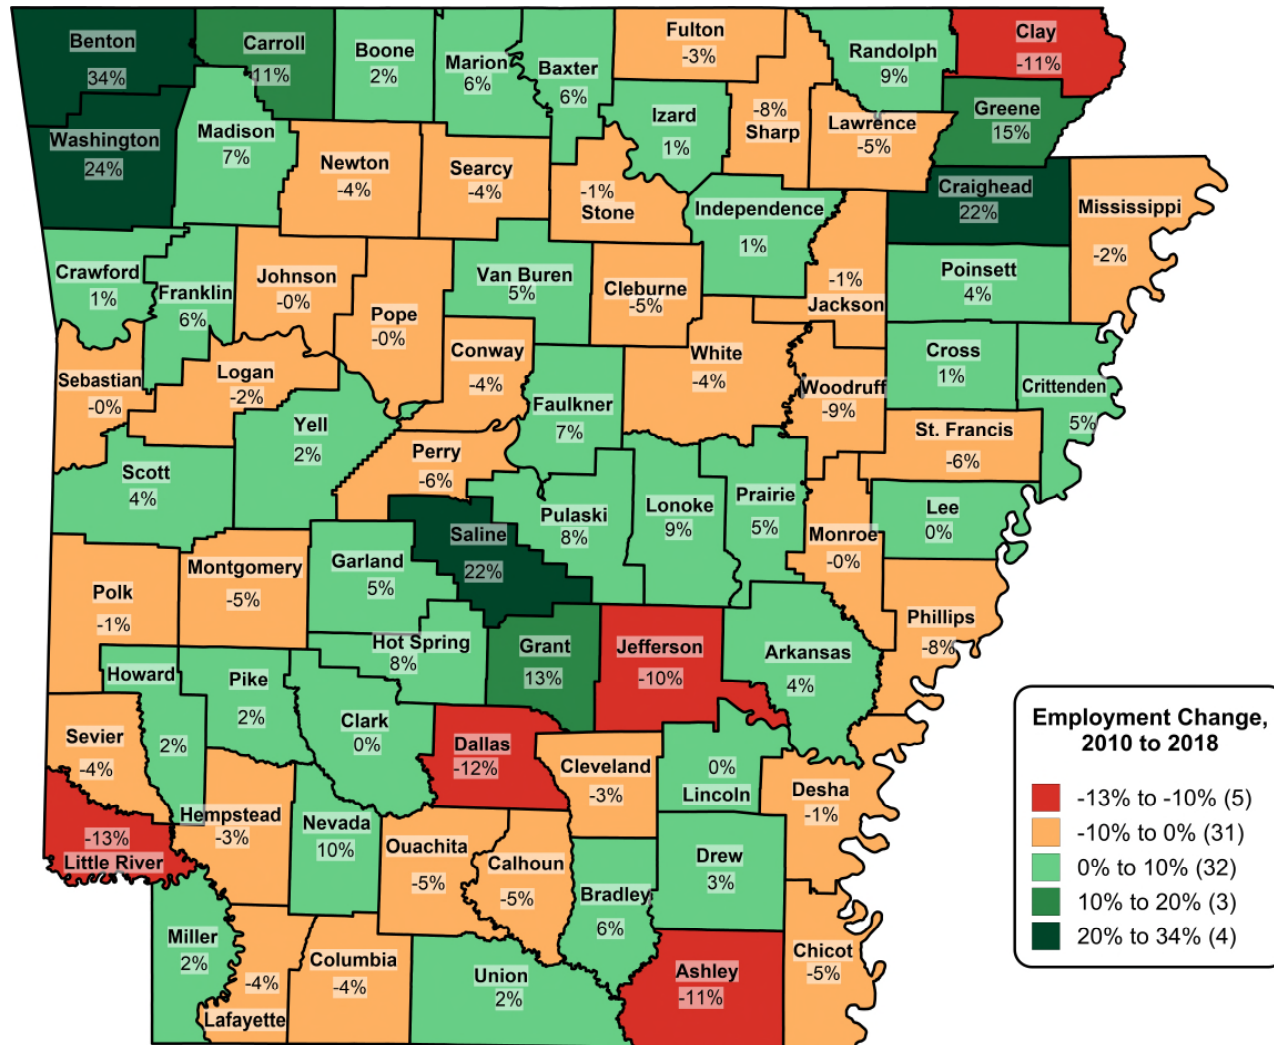 Benton
34%
Carroll
11%
Boone
2%
Marion
6%
Baxter
6%
Fulton
-3%
Randolph
9%
Clay
-11%
Washington
24%
Madison
7%
Newton
-4%
Searcy
-4%
-1%
Stone
Izard
1%
-8%
Sharp
Lawrence
-5%
Greene
15%
Craighead
22%
Mississippi
-2%
Independence
1%
Crawford
1%
Franklin
6%
Johnson
-0%
Pope
-0%
Van Buren
5%
Cleburne
-5%
-1%
Jackson
Poinsett
4%
Sebastian
-0%
Logan
-2%
Conway
-4%
White
-4%
Woodruff
-9%
Cross
1%
Crittenden
5%
Yell
2%
Faulkner
7%
St. Francis
-6%
Scott
4%
Perry
-6%
Saline
22%
Pulaski
8%
Lonoke
9%
Prairie
5%
Monroe
-0%
Lee
0%
Polk
-1%
Montgomery
-5%
Garland
5%
Hot Spring
8%
Grant
13%
Jefferson
-10%
Arkansas
4%
Phillips
-8%
Howard
2%
Pike
2%
Clark
0%
Dallas
-12%
Cleveland
-3%
0%
Lincoln
Desha
-1%
Sevier
-4%
-13%
Little River
Hempstead
-3%
Nevada
10%
Ouachita
-5%
Calhoun
-5%
Bradley
6%
Drew
3%
Miller
2%
-4%
Lafayette
Columbia
-4%
Union
2%
Ashley
-11%
Chicot
-5%
Employment Change,
2010 to 2018
-13% to -10% (5)
-10% to 0% (31)
0% to 10% (32)
10% to 20% (3)
20% to 34% (4)